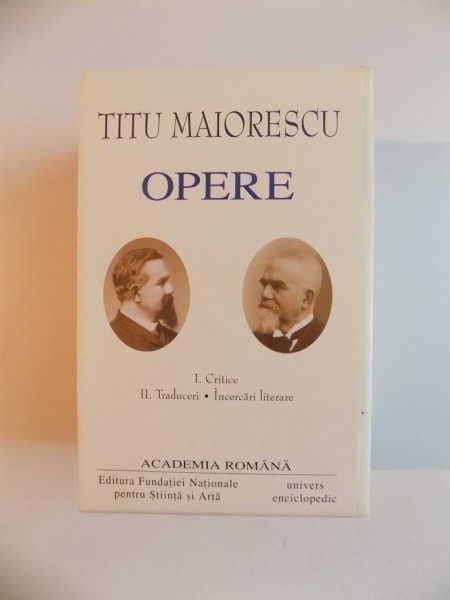 TITU MAIORESCU
OPERE
I. Critice
II. Traduceri • Încercări literare
ACADEMIA ROMÂNĂ
Editura Fundației Naționale
pentru Știință și Artă
univers
enciclopedic